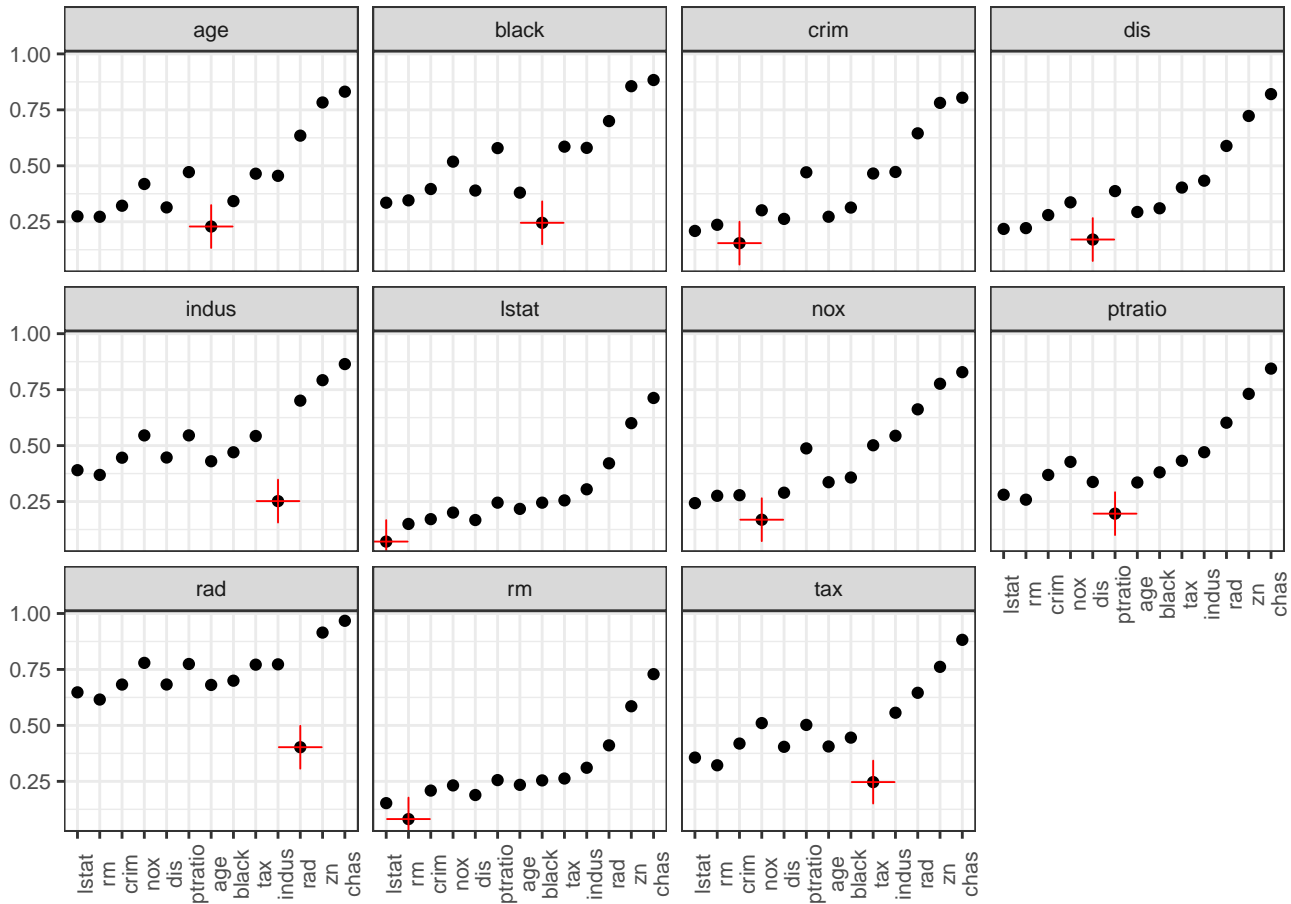 age black crim dis
1.00
0.75
0.50
0.25
indus lstat nox ptratio
1.00
0.75
0.50
0.25
lstat rm crim nox dis ptratio age black tax indus rad zn chas
rad rm tax
1.00
0.75
0.50
0.25
lstat rm crim nox dis ptratio age black tax indus rad zn chas lstat rm crim nox dis ptratio age black tax indus rad zn chas lstat rm crim nox dis ptratio age black tax indus rad zn chas